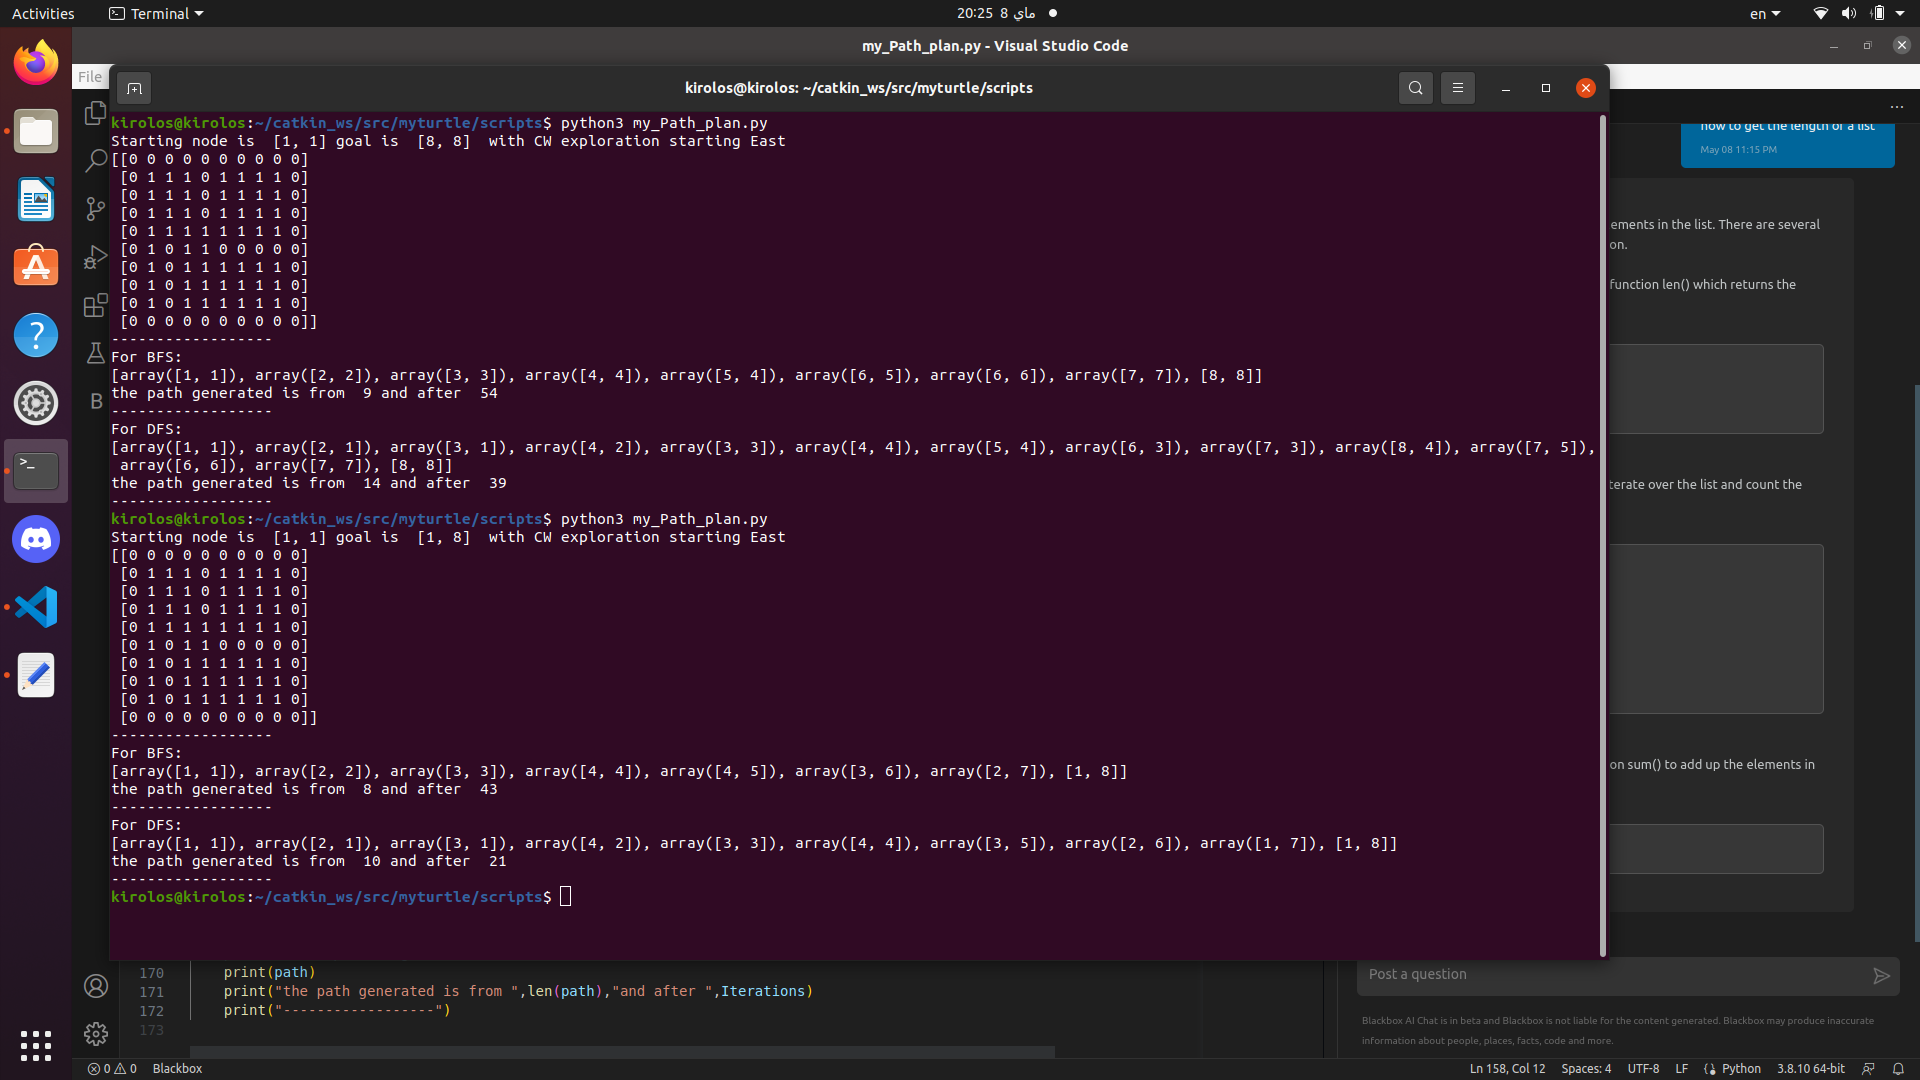 Activities
Terminal
20:25 8 ماي
en
my_Path_plan.py - Visual Studio Code
File
kirolos@kirolos: ~/catkin_ws/src/myturtle/scripts
kirolos@kirolos:~/catkin_ws/src/myturtle/scripts$ python3 my_Path_plan.py
Starting node is  [1, 1] goal is  [8, 8]  with CW exploration starting East
[[0 0 0 0 0 0 0 0 0 0]
 [0 1 1 1 0 1 1 1 1 0]
 [0 1 1 1 0 1 1 1 1 0]
 [0 1 1 1 0 1 1 1 1 0]
 [0 1 1 1 1 1 1 1 1 0]
 [0 1 0 1 1 0 0 0 0 0]
 [0 1 0 1 1 1 1 1 1 0]
 [0 1 0 1 1 1 1 1 1 0]
 [0 1 0 1 1 1 1 1 1 0]
 [0 0 0 0 0 0 0 0 0 0]]
------------------
For BFS:
[array([1, 1]), array([2, 2]), array([3, 3]), array([4, 4]), array([5, 4]), array([6, 5]), array([6, 6]), array([7, 7]), [8, 8]]
the path generated is from  9 and after  54
------------------
For DFS:
[array([1, 1]), array([2, 1]), array([3, 1]), array([4, 2]), array([3, 3]), array([4, 4]), array([5, 4]), array([6, 3]), array([7, 3]), array([8, 4]), array([7, 5]),
 array([6, 6]), array([7, 7]), [8, 8]]
the path generated is from  14 and after  39
------------------
kirolos@kirolos:~/catkin_ws/src/myturtle/scripts$ python3 my_Path_plan.py
Starting node is  [1, 1] goal is  [1, 8]  with CW exploration starting East
[[0 0 0 0 0 0 0 0 0 0]
 [0 1 1 1 0 1 1 1 1 0]
 [0 1 1 1 0 1 1 1 1 0]
 [0 1 1 1 0 1 1 1 1 0]
 [0 1 1 1 1 1 1 1 1 0]
 [0 1 0 1 1 0 0 0 0 0]
 [0 1 0 1 1 1 1 1 1 0]
 [0 1 0 1 1 1 1 1 1 0]
 [0 1 0 1 1 1 1 1 1 0]
 [0 0 0 0 0 0 0 0 0 0]]
------------------
For BFS:
[array([1, 1]), array([2, 2]), array([3, 3]), array([4, 4]), array([4, 5]), array([3, 6]), array([2, 7]), [1, 8]]
the path generated is from  8 and after  43
------------------
For DFS:
[array([1, 1]), array([2, 1]), array([3, 1]), array([4, 2]), array([3, 3]), array([4, 4]), array([3, 5]), array([2, 6]), array([1, 7]), [1, 8]]
the path generated is from  10 and after  21
------------------
kirolos@kirolos:~/catkin_ws/src/myturtle/scripts$
how to get the length of a list
May 08 11:15 PM
ements in the list. There are several
on.
function len() which returns the
terate over the list and count the
on sum() to add up the elements in
B
170 print(path)
171 print("the path generated is from ",len(path),"and after ",Iterations)
172 print("-----------------")
173
Post a question
Blackbox AI Chat is in beta and Blackbox is not liable for the content generated. Blackbox may produce inaccurate
information about people, places, facts, code and more.
0 0 Blackbox
Ln 158, Col 12 Spaces: 4 UTF-8 LF Python 3.8.10 64-bit